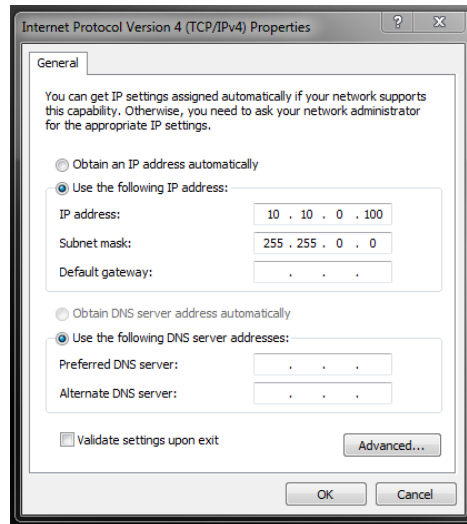 Internet Protocol Version 4 (TCP/IPv4) Properties
General
You can get IP settings assigned automatically if your network supports
this capability. Otherwise, you need to ask your network administrator
for the appropriate IP settings.
Obtain an IP address automatically
Use the following IP address:
IP address: 10 . 10 . 0 . 100
Subnet mask: 255 . 255 . 0 . 0
Default gateway: . . .
Obtain DNS server address automatically
Use the following DNS server addresses:
Preferred DNS server: . . .
Alternate DNS server: . . .
Validate settings upon exit
Advanced...
OK Cancel